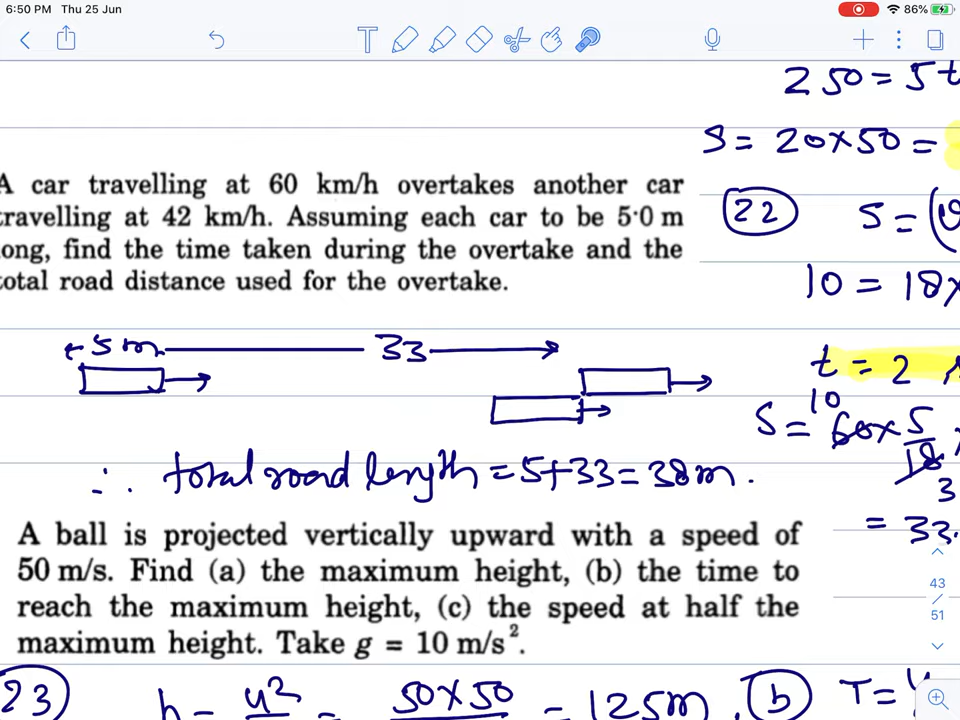 6:50 PM Thu 25 Jun
86%
T
250 = 5t
S = 20×50 =
A car travelling at 60 km/h overtakes another car
travelling at 42 km/h. Assuming each car to be 5·0 m
long, find the time taken during the overtake and the
total road distance used for the overtake.
22 S =
10 = 18×
5m 33
t = 2
10
S = 60×5
18
3
∴ total road length = 5+33 = 38m.
= 33.
A ball is projected vertically upward with a speed of
50 m/s. Find (a) the maximum height, (b) the time to
reach the maximum height, (c) the speed at half the
maximum height. Take g = 10 m/s².
43
/
51
23 h = u² = 50×50 = 125m, b T =